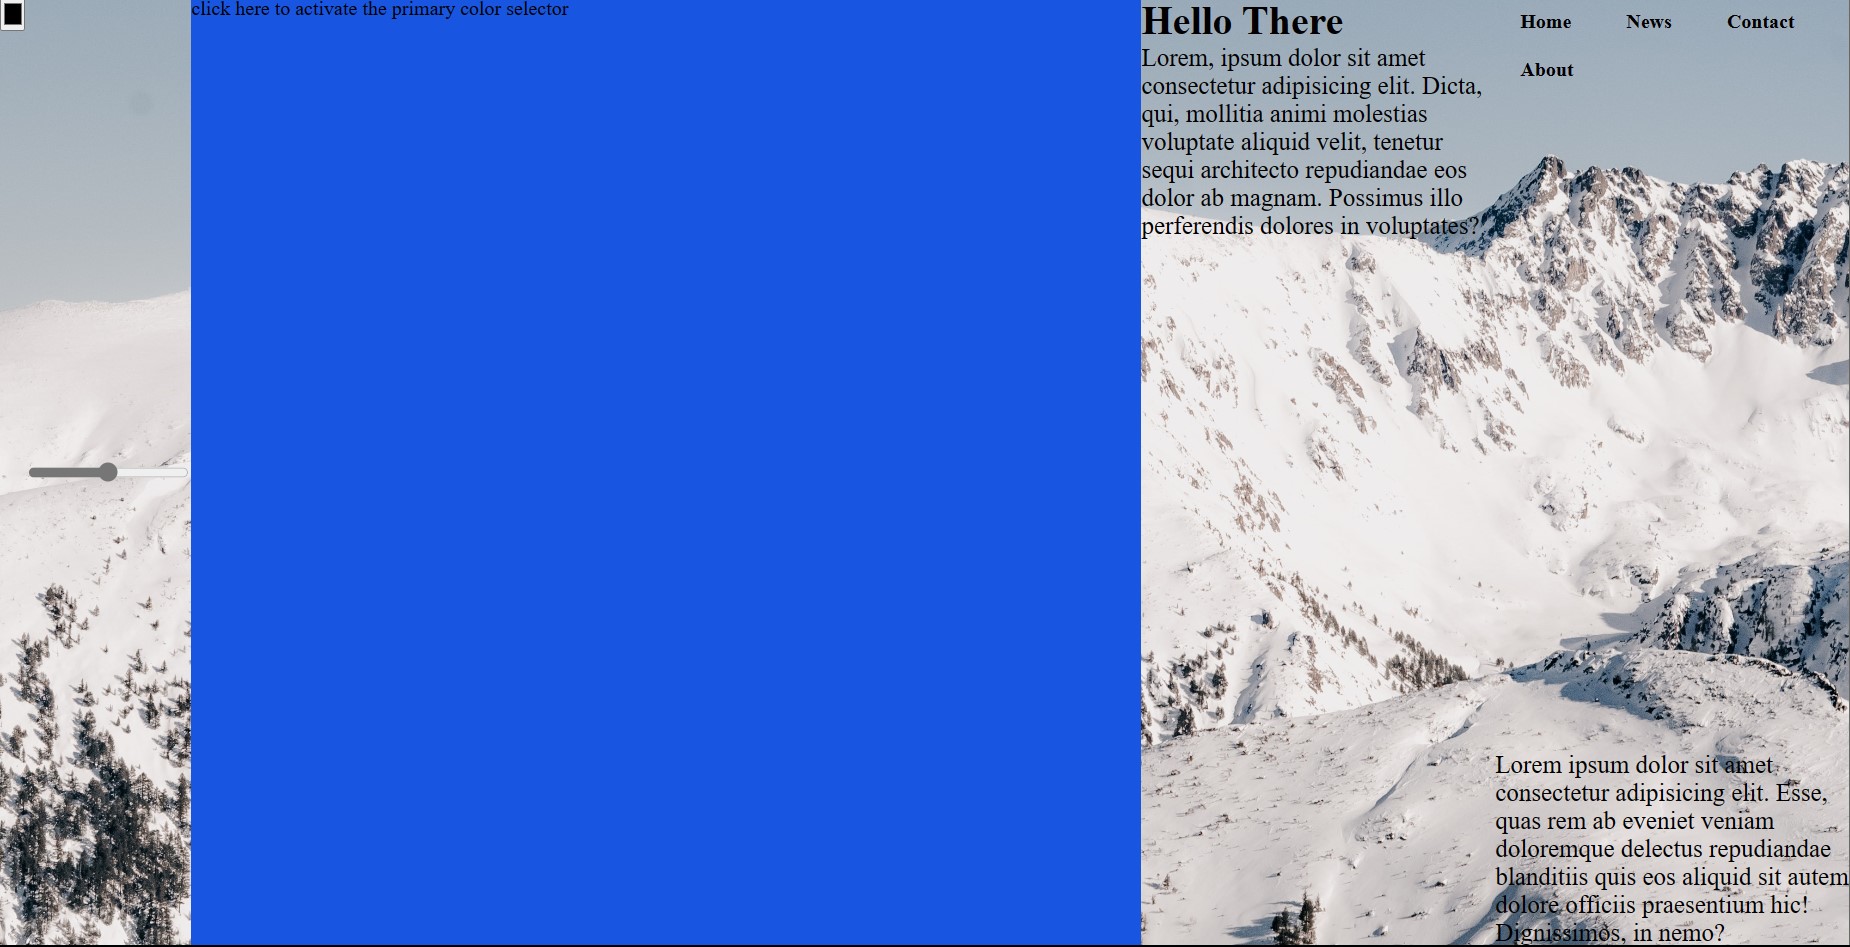 click here to activate the primary color selector
Hello There
Lorem, ipsum dolor sit amet
consectetur adipisicing elit. Dicta,
qui, mollitia animi molestias
voluptate aliquid velit, tenetur
sequi architecto repudiandae eos
dolor ab magnam. Possimus illo
perferendis dolores in voluptates?
Home News Contact
About
Lorem ipsum dolor sit amet
consectetur adipisicing elit. Esse,
quas rem ab eveniet veniam
doloremque delectus repudiandae
blanditiis quis eos aliquid sit autem
dolore officiis praesentium hic!
Dignissimos, in nemo?